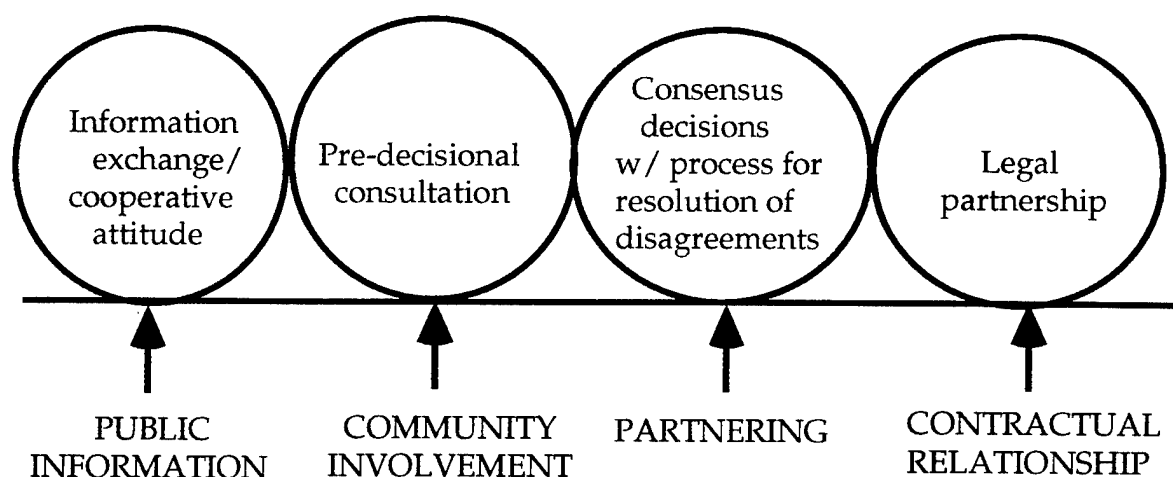 Information
exchange/
cooperative
attitude
Pre-decisional
consultation
Consensus
decisions
w/ process for
resolution of
disagreements
Legal
partnership
PUBLIC
INFORMATION
COMMUNITY
INVOLVEMENT
PARTNERING
CONTRACTUAL
RELATIONSHIP